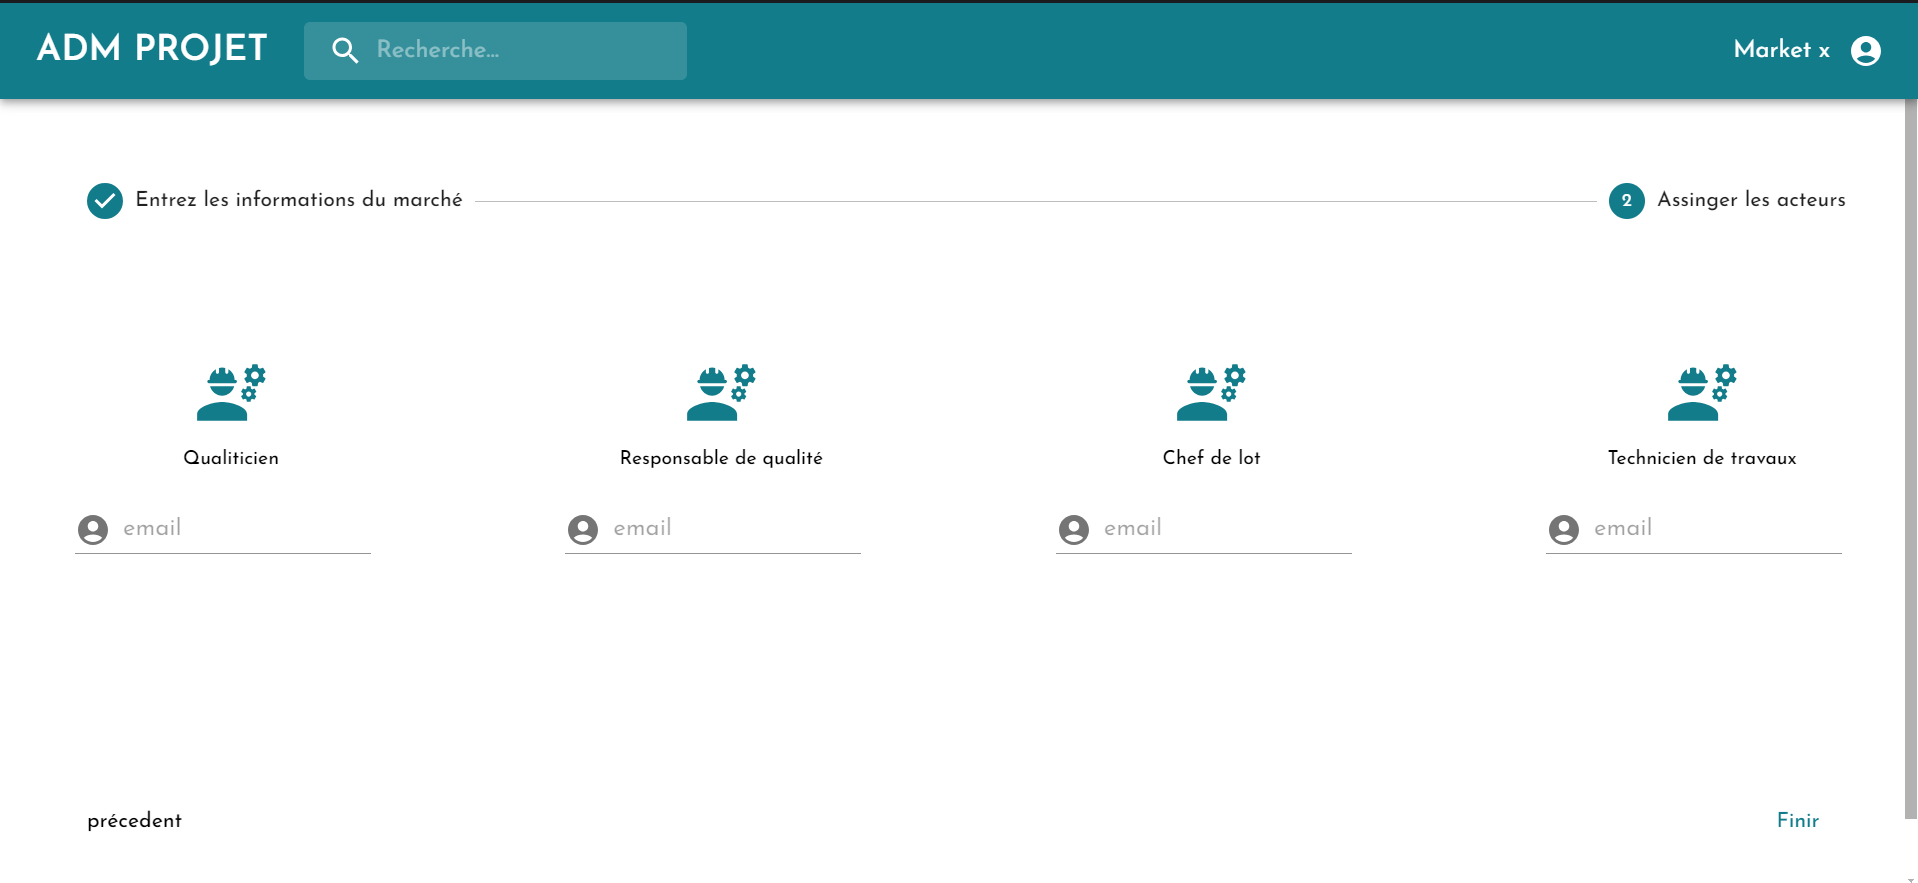 ADM PROJET
Recherche...
Market x
Entrez les informations du marché
2
Assinger les acteurs
Qualiticien
Responsable de qualité
Chef de lot
Technicien de travaux
email
email
email
email
précedent
Finir